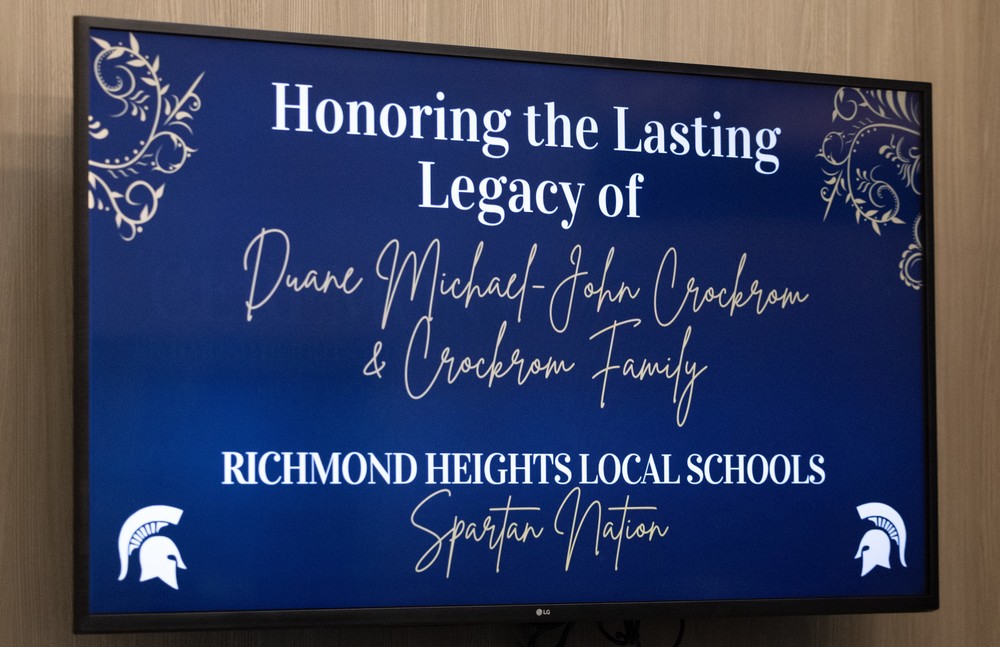 Honoring the Lasting
Legacy of
Duane Michael-John Crockrom
& Crockrom Family
RICHMOND HEIGHTS LOCAL SCHOOLS
Spartan Nation
LG